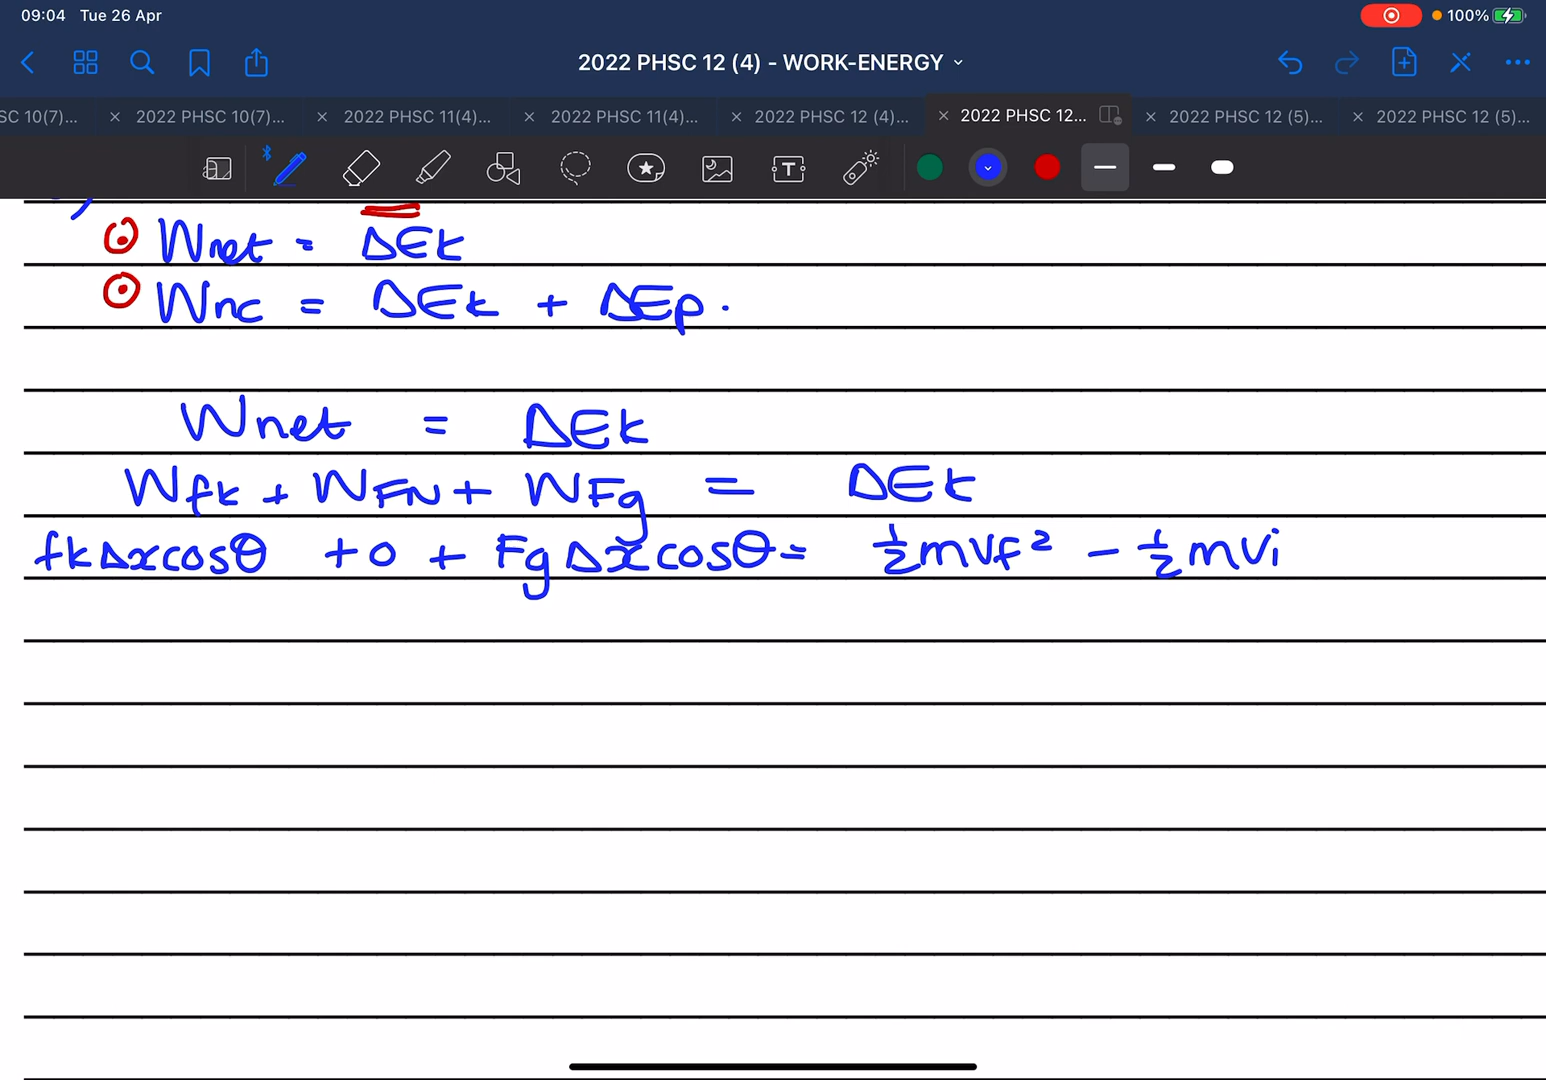 09:04 Tue 26 Apr
100%
2022 PHSC 12 (4) - WORK-ENERGY
SC 10(7)... × 2022 PHSC 10(7)... × 2022 PHSC 11(4)... × 2022 PHSC 11(4)... × 2022 PHSC 12 (4)... × 2022 PHSC 12... × 2022 PHSC 12 (5)... × 2022 PHSC 12 (5)...
T
Wnet = ΔEk
Wnc = ΔEk + ΔEp.
Wnet = ΔEk
Wfk + WFN + WFg = ΔEk
fkΔxcosθ + 0 + FgΔxcosθ = ½mvf² - ½mvi